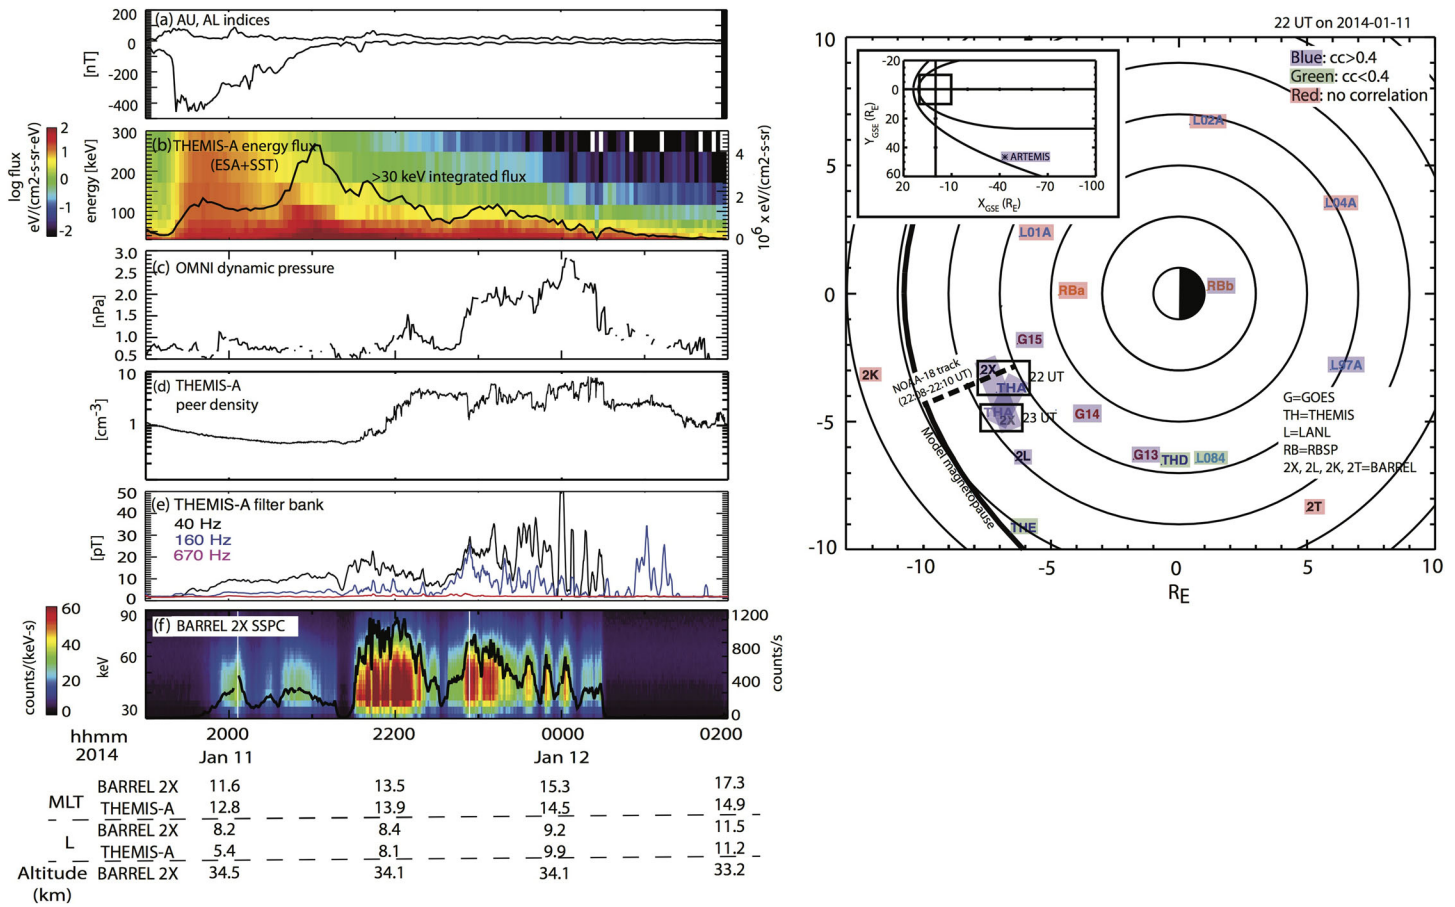 (a) AU, AL indices
200
0
-200
-400
[nT]
(b) THEMIS-A energy flux
(ESA+SST)
>30 keV integrated flux
2
1
0
-1
-2
log flux
eV/(cm2-s-sr-eV)
energy [keV]
300
200
100
4
2
0
10⁶ x eV/(cm2-s-sr)
(c) OMNI dynamic pressure
3.0
2.5
2.0
1.5
1.0
0.5
[nPa]
(d) THEMIS-A
peer density
10
1
[cm⁻³]
(e) THEMIS-A filter bank
40 Hz
160 Hz
670 Hz
50
40
30
20
10
0
[pT]
(f) BARREL 2X SSPC
60
40
20
0
counts/(keV-s)
keV
90
60
30
1200
800
400
0
counts/s
hhmm 2000 2200 0000 0200
2014 Jan 11 Jan 12
MLT
BARREL 2X 11.6 13.5 15.3 17.3
THEMIS-A 12.8 13.9 14.5 14.9
L
BARREL 2X 8.2 8.4 9.2 11.5
THEMIS-A 5.4 8.1 9.9 11.2
Altitude BARREL 2X 34.5 34.1 34.1 33.2
(km)
22 UT on 2014-01-11
10
5
0
-5
-10
Blue: cc>0.4
Green: cc<0.4
Red: no correlation
-20
0
20
40
60
Y_GSE (R_E)
✳ ARTEMIS
20 -10 -40 -70 -100
X_GSE (R_E)
L02A
L04A
L01A
RBa
RBb
G15
L97A
2K
NOAA-18 track
(22:08-22:10 UT)
2X
THA
22 UT
THA
2X
23 UT
G14
G=GOES
TH=THEMIS
L=LANL
RB=RBSP
2X, 2L, 2K, 2T=BARREL
Model magnetopause
2L
G13
THD
L084
2T
THE
-10 -5 0 5 10
R_E